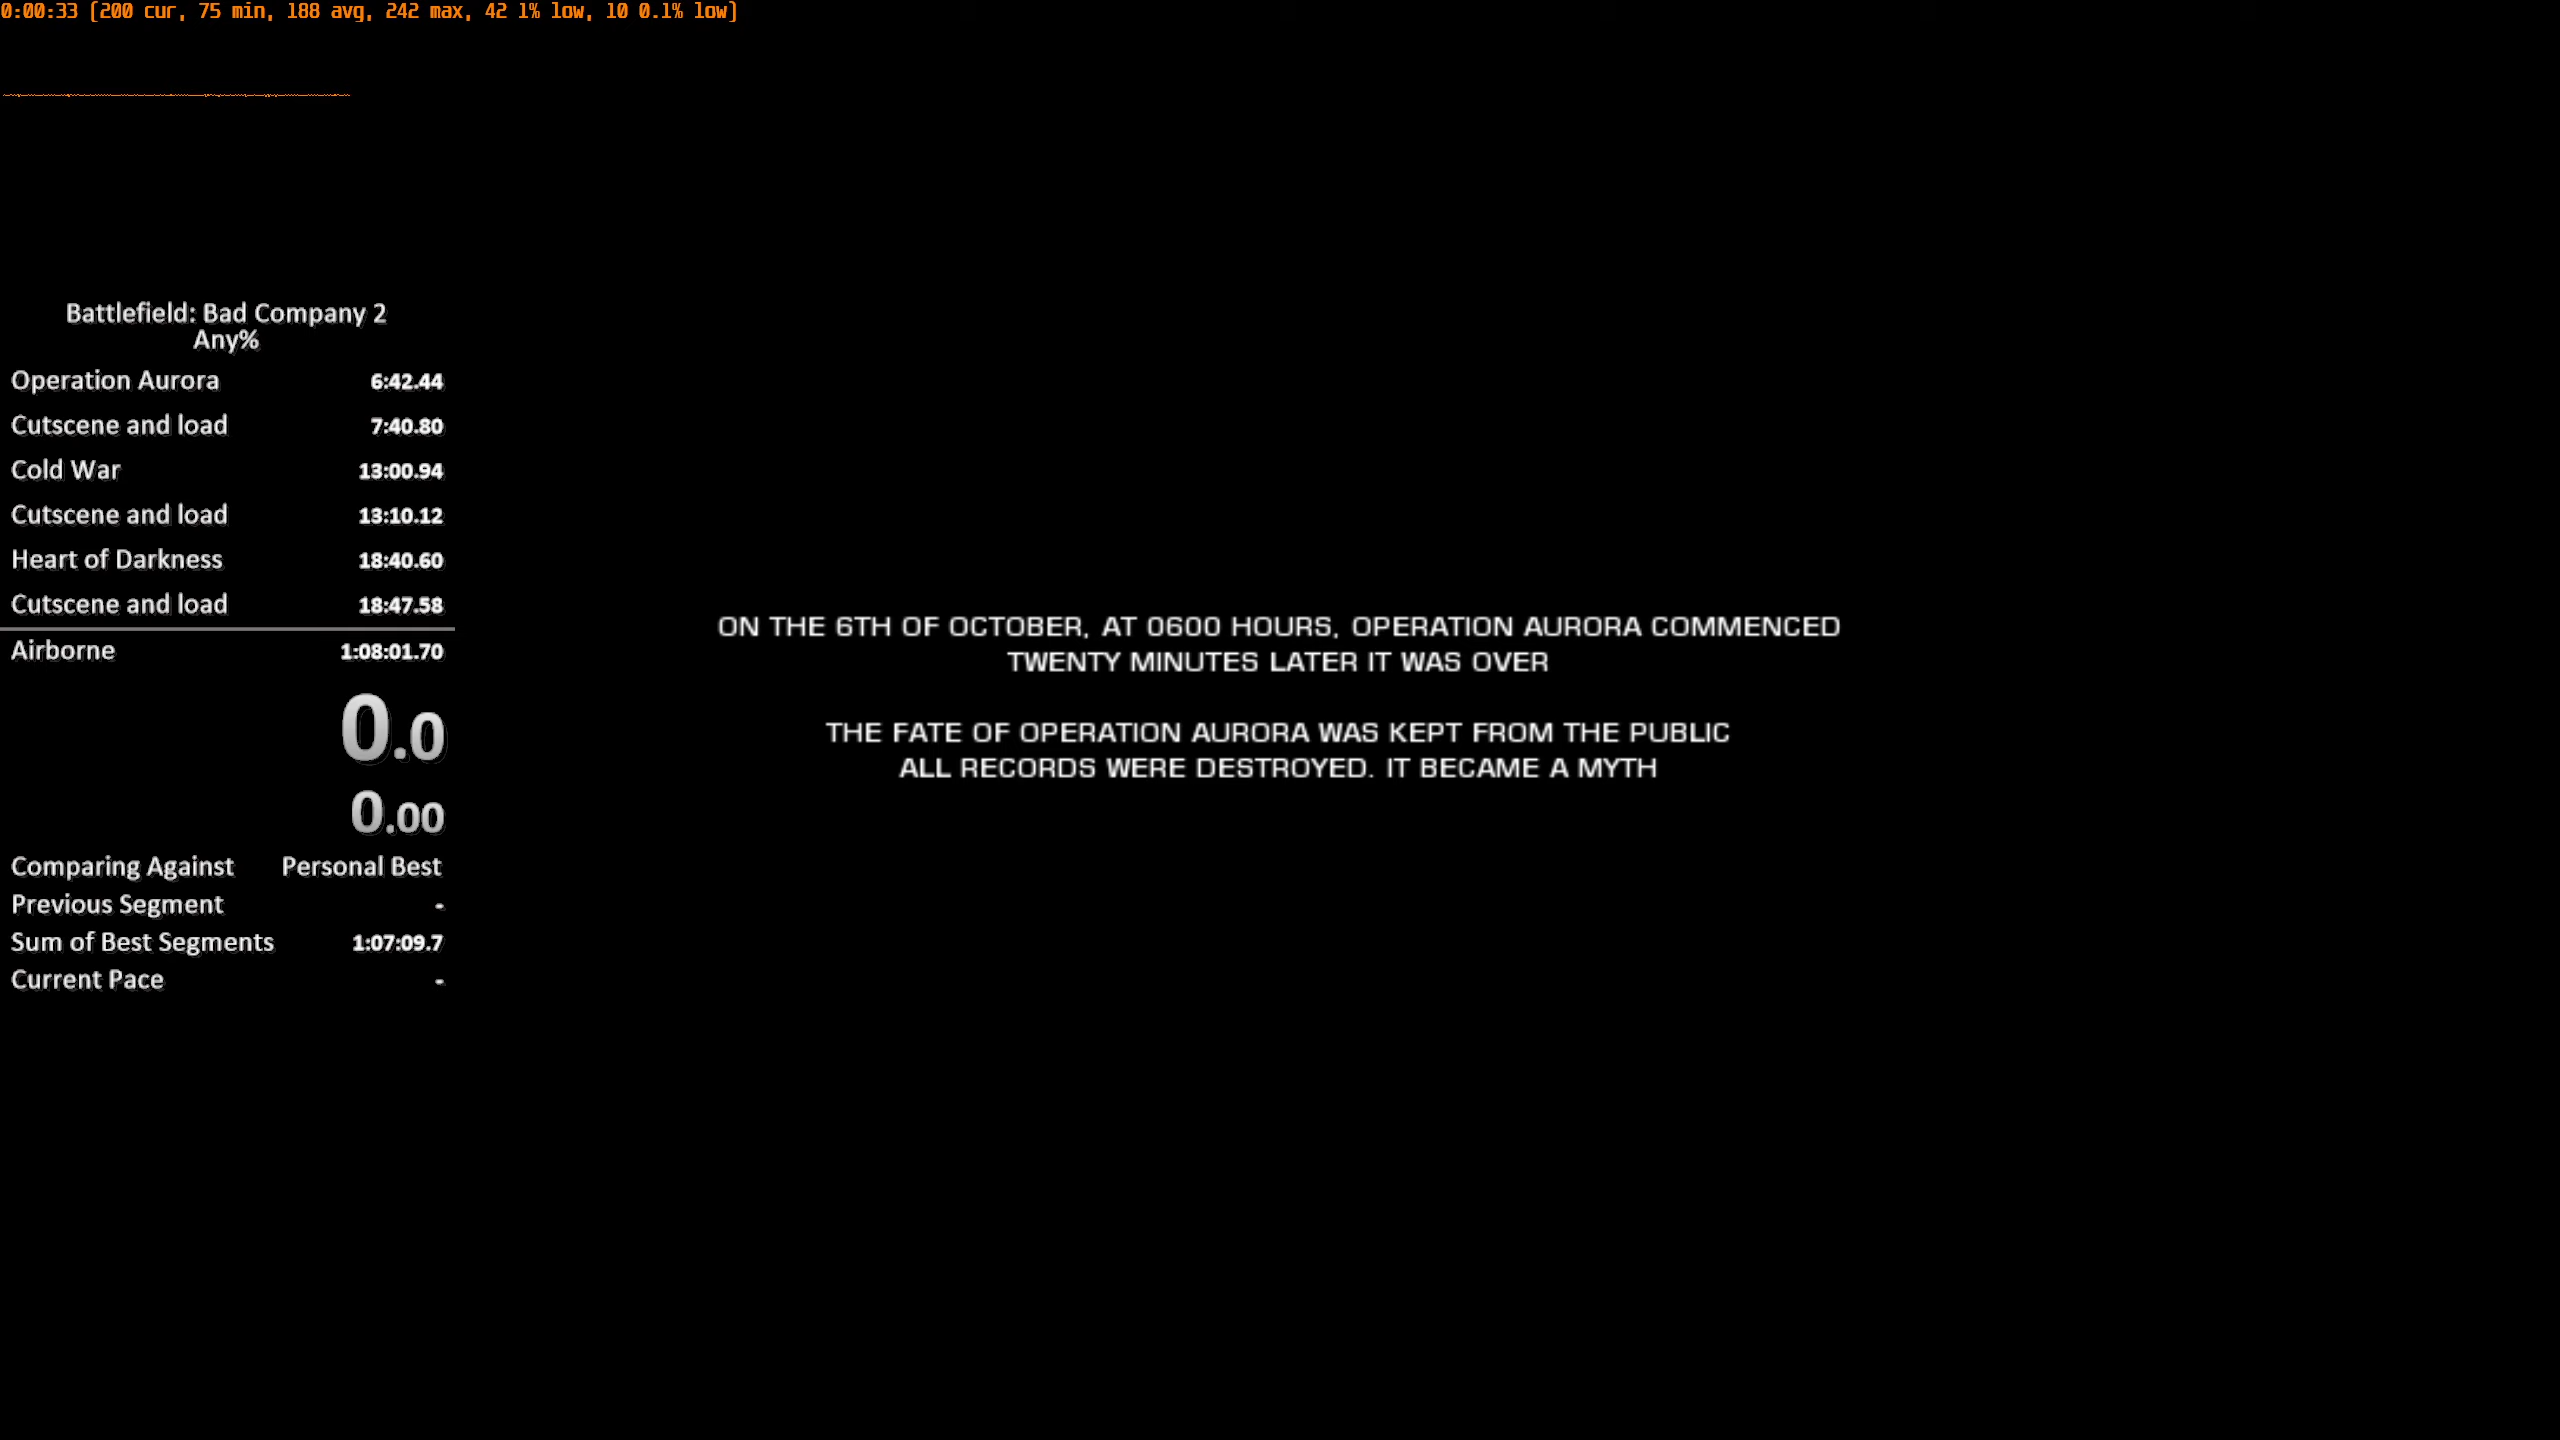 0:00:33 [200 cur, 75 min, 188 avg, 242 max, 42 1% low, 10 0.1% low]
Battlefield: Bad Company 2
Any%
Operation Aurora 6:42.44
Cutscene and load 7:40.80
Cold War 13:00.94
Cutscene and load 13:10.12
Heart of Darkness 18:40.60
Cutscene and load 18:47.58
Airborne 1:08:01.70
0.0
0.00
Comparing Against Personal Best
Previous Segment -
Sum of Best Segments 1:07:09.7
Current Pace -
ON THE 6TH OF OCTOBER, AT 0600 HOURS, OPERATION AURORA COMMENCED
TWENTY MINUTES LATER IT WAS OVER
THE FATE OF OPERATION AURORA WAS KEPT FROM THE PUBLIC
ALL RECORDS WERE DESTROYED. IT BECAME A MYTH